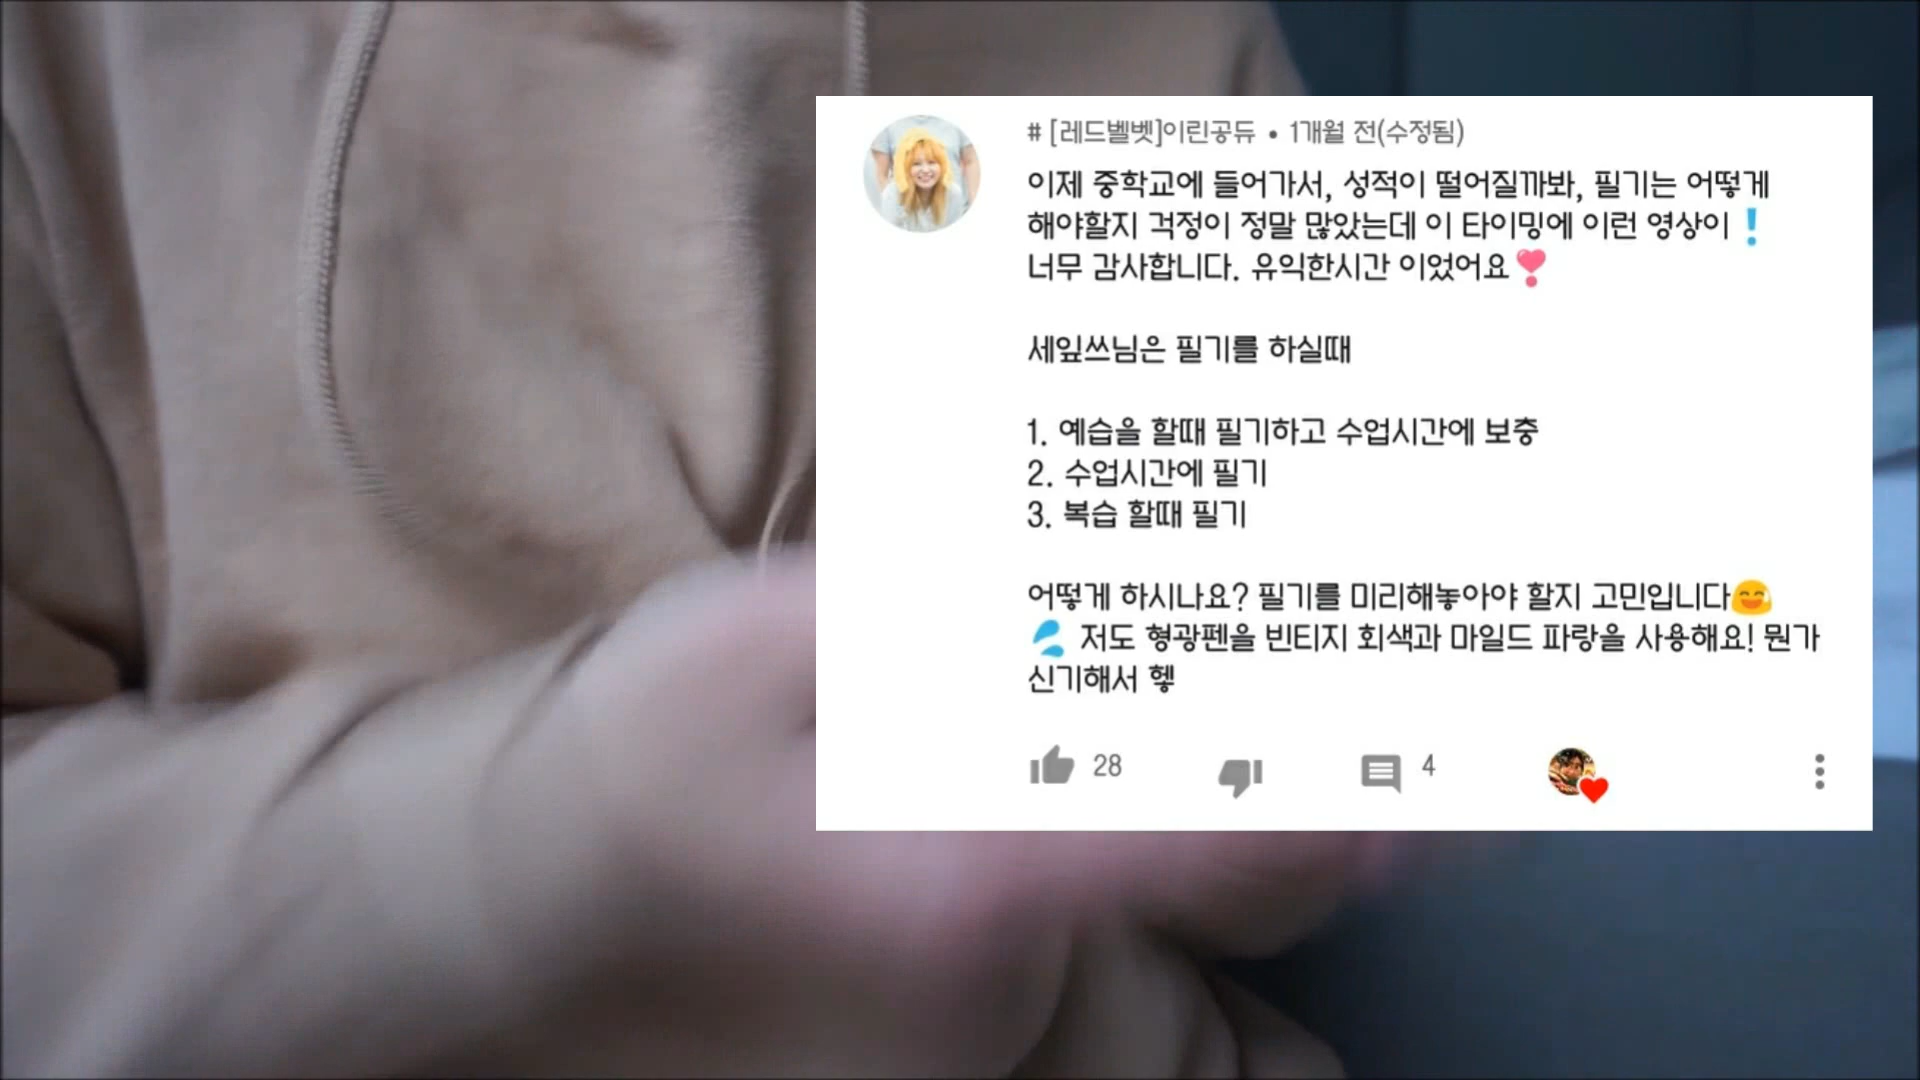 # [레드벨벳]이린공듀 • 1개월 전(수정됨)
이제 중학교에 들어가서, 성적이 떨어질까봐, 필기는 어떻게
해야할지 걱정이 정말 많았는데 이 타이밍에 이런 영상이❗
너무 감사합니다. 유익한시간 이었어요❣
세잎쓰님은 필기를 하실때
1. 예습을 할때 필기하고 수업시간에 보충
2. 수업시간에 필기
3. 복습 할때 필기
어떻게 하시나요? 필기를 미리해놓아야 할지 고민입니다😅
💦 저도 형광펜을 빈티지 회색과 마일드 파랑을 사용해요! 뭔가
신기해서 헿
28
4